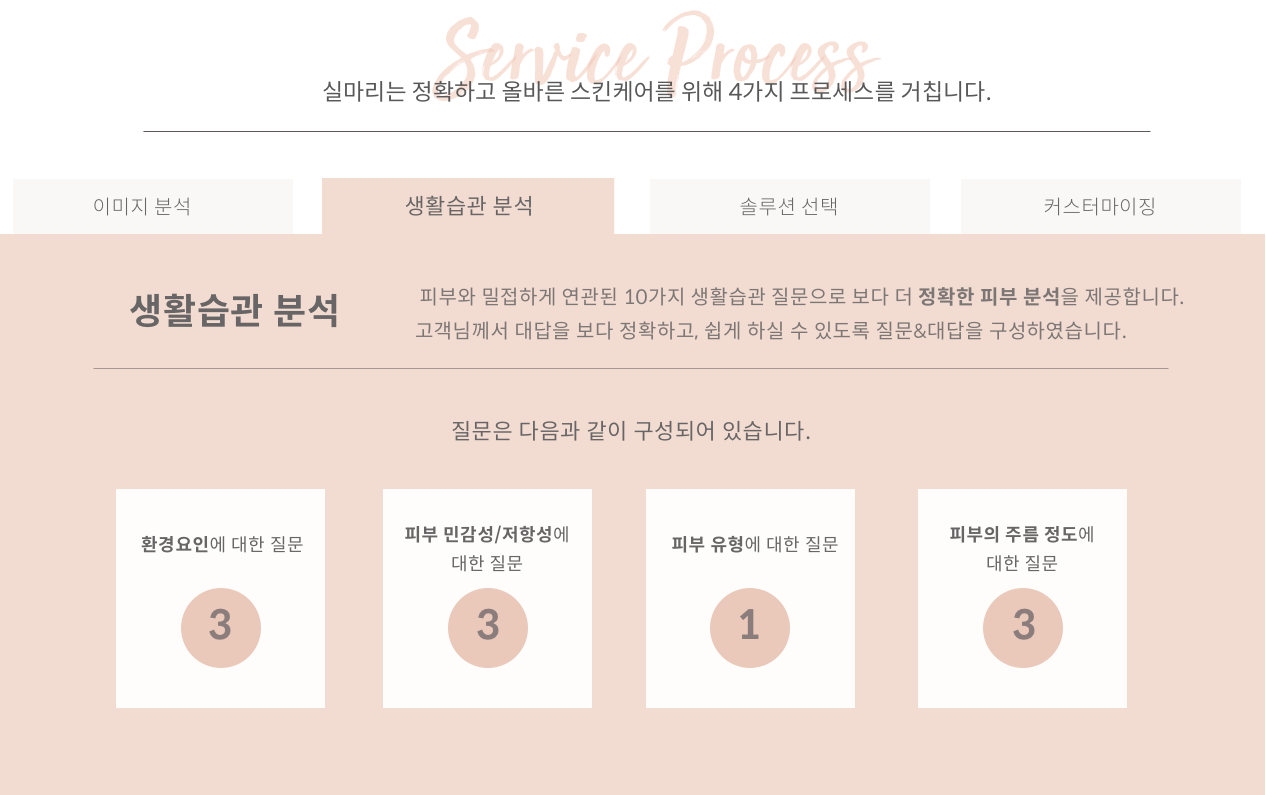 Service Process
실마리는 정확하고 올바른 스킨케어를 위해 4가지 프로세스를 거칩니다.
이미지 분석
생활습관 분석
솔루션 선택
커스터마이징
생활습관 분석
피부와 밀접하게 연관된 10가지 생활습관 질문으로 보다 더 정확한 피부 분석을 제공합니다.
고객님께서 대답을 보다 정확하고, 쉽게 하실 수 있도록 질문&대답을 구성하였습니다.
질문은 다음과 같이 구성되어 있습니다.
환경요인에 대한 질문
3
피부 민감성/저항성에
대한 질문
3
피부 유형에 대한 질문
1
피부의 주름 정도에
대한 질문
3